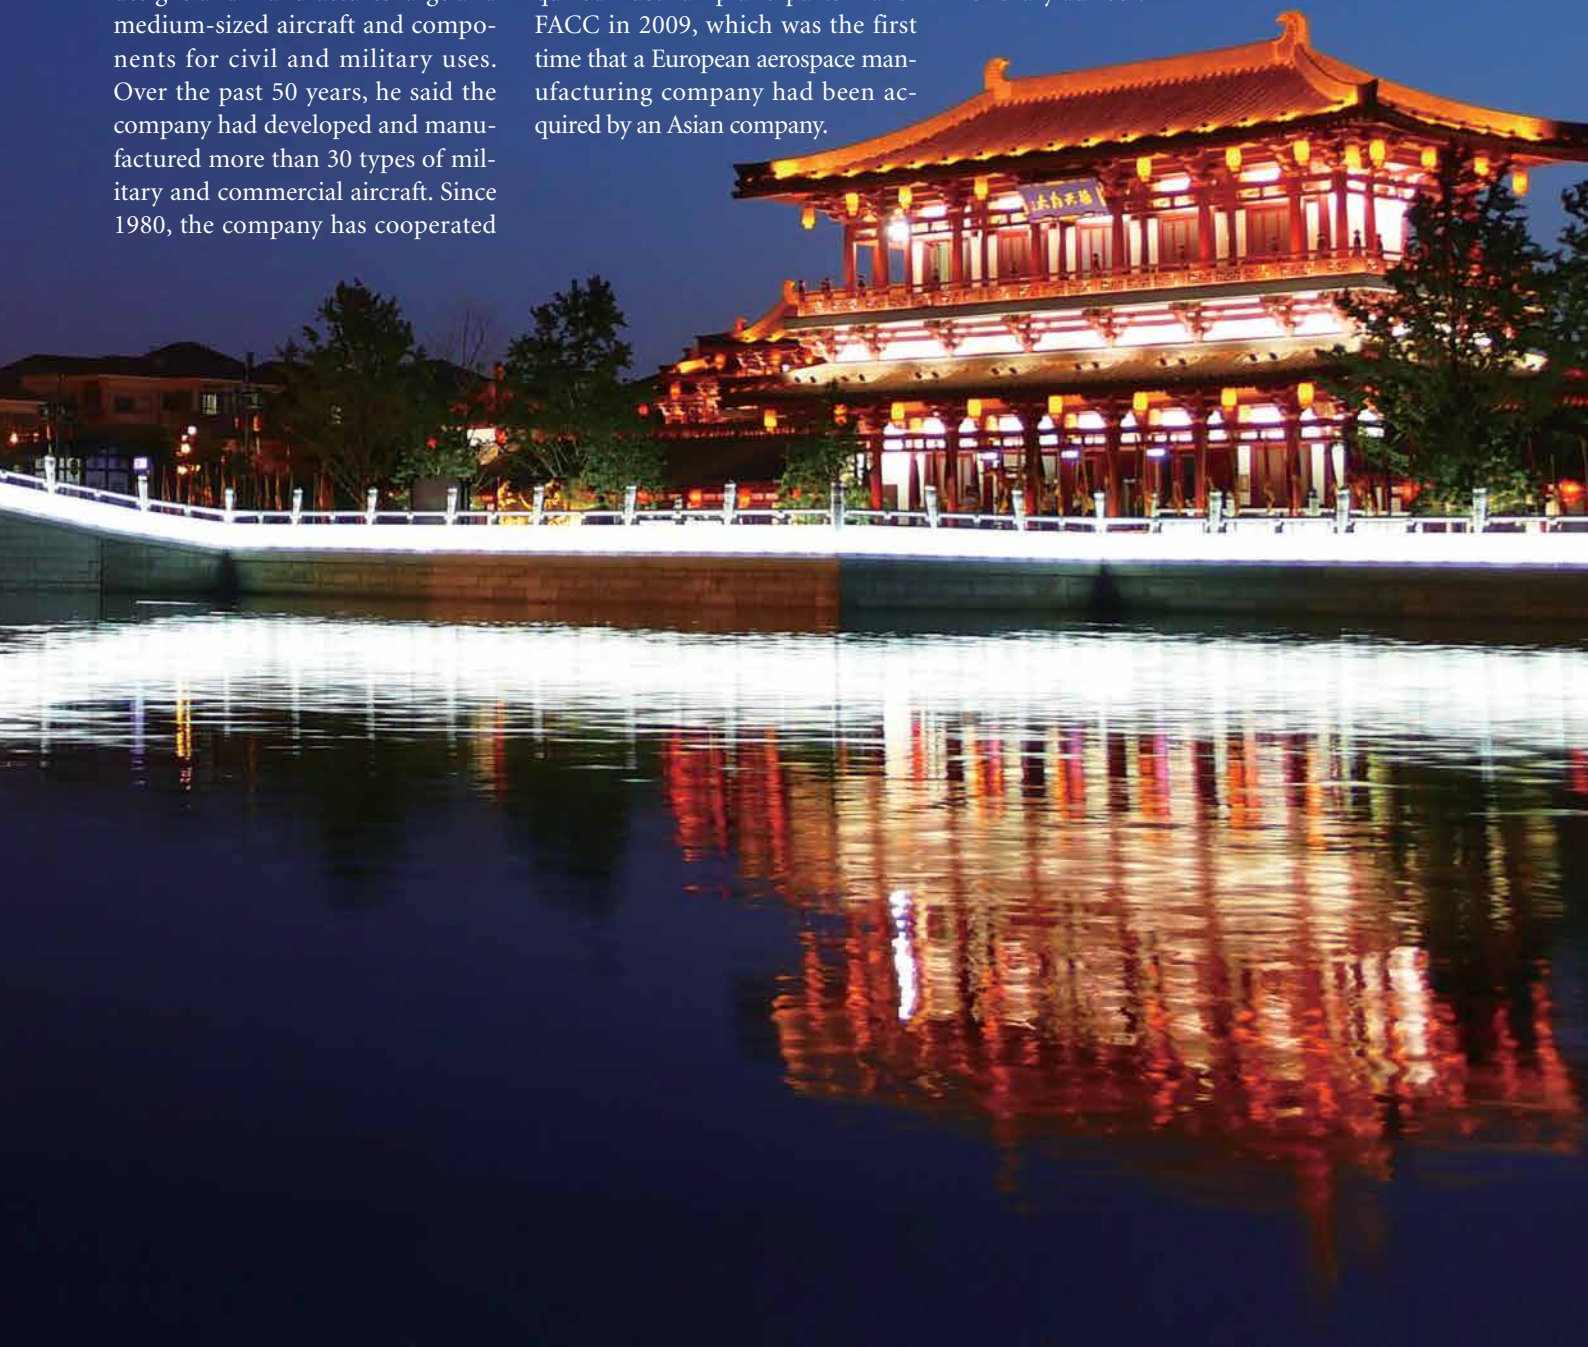 medium-sized aircraft and compo-
nents for civil and military uses.
Over the past 50 years, he said the
company had developed and manu-
factured more than 30 types of mil-
itary and commercial aircraft. Since
1980, the company has cooperated
FACC in 2009, which was the first
time that a European aerospace man-
ufacturing company had been ac-
quired by an Asian company.